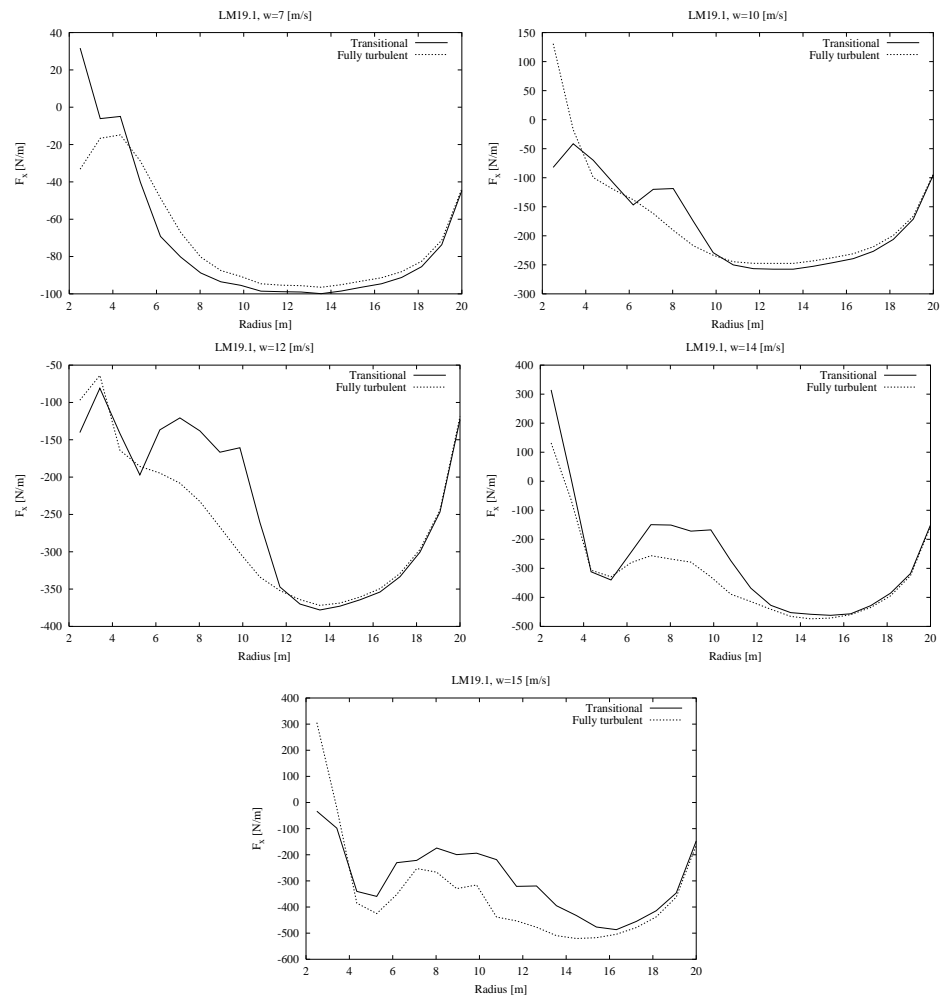 LM19.1, w=7 [m/s]
40
20
0
-20
-40
-60
-80
-100
2 4 6 8 10 12 14 16 18 20
F_x [N/m]
Radius [m]
Transitional
Fully turbulent
LM19.1, w=10 [m/s]
150
100
50
0
-50
-100
-150
-200
-250
-300
2 4 6 8 10 12 14 16 18 20
F_x [N/m]
Radius [m]
Transitional
Fully turbulent
LM19.1, w=12 [m/s]
-50
-100
-150
-200
-250
-300
-350
-400
2 4 6 8 10 12 14 16 18 20
F_x [N/m]
Radius [m]
Transitional
Fully turbulent
LM19.1, w=14 [m/s]
400
300
200
100
0
-100
-200
-300
-400
-500
2 4 6 8 10 12 14 16 18 20
F_x [N/m]
Radius [m]
Transitional
Fully turbulent
LM19.1, w=15 [m/s]
400
300
200
100
0
-100
-200
-300
-400
-500
-600
2 4 6 8 10 12 14 16 18 20
F_x [N/m]
Radius [m]
Transitional
Fully turbulent